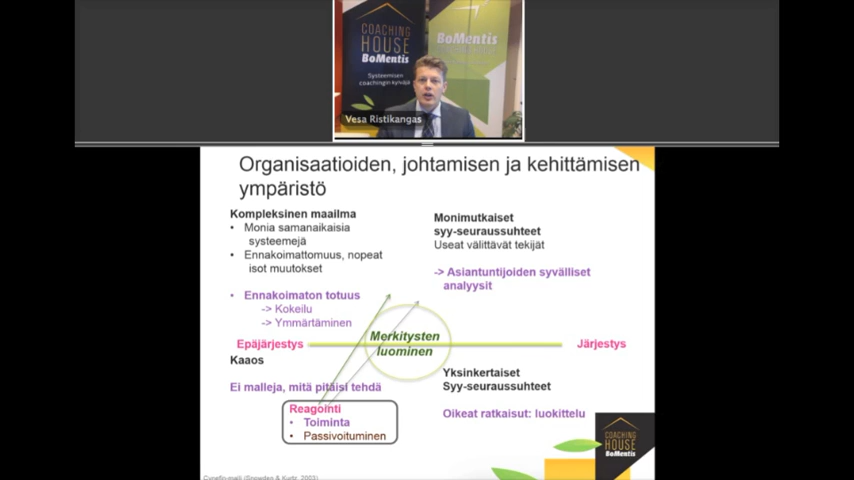 COACHING
HOUSE
BoMentis
Systeemisen
coachingin kyvyjä
BoMentis
Vesa Ristikangas
Organisaatioiden, johtamisen ja kehittämisen
ympäristö
Kompleksinen maailma
• Monia samanaikaisia
systeemejä
• Ennakoimattomuus, nopeat
isot muutokset
• Ennakoimaton totuus
-> Kokeilu
-> Ymmärtäminen
Monimutkaiset
syy-seuraussuhteet
Useat välittävät tekijät
-> Asiantuntijoiden syvälliset
analyysit
Merkitysten
luominen
Epäjärjestys
Järjestys
Kaaos
Ei malleja, mitä pitäisi tehdä
Reagointi
• Toiminta
• Passivoituminen
Yksinkertaiset
Syy-seuraussuhteet
Oikeat ratkaisut: luokittelu
COACHING
HOUSE
BoMentis
Cynefin-malli (Snowden & Kurtz, 2003)